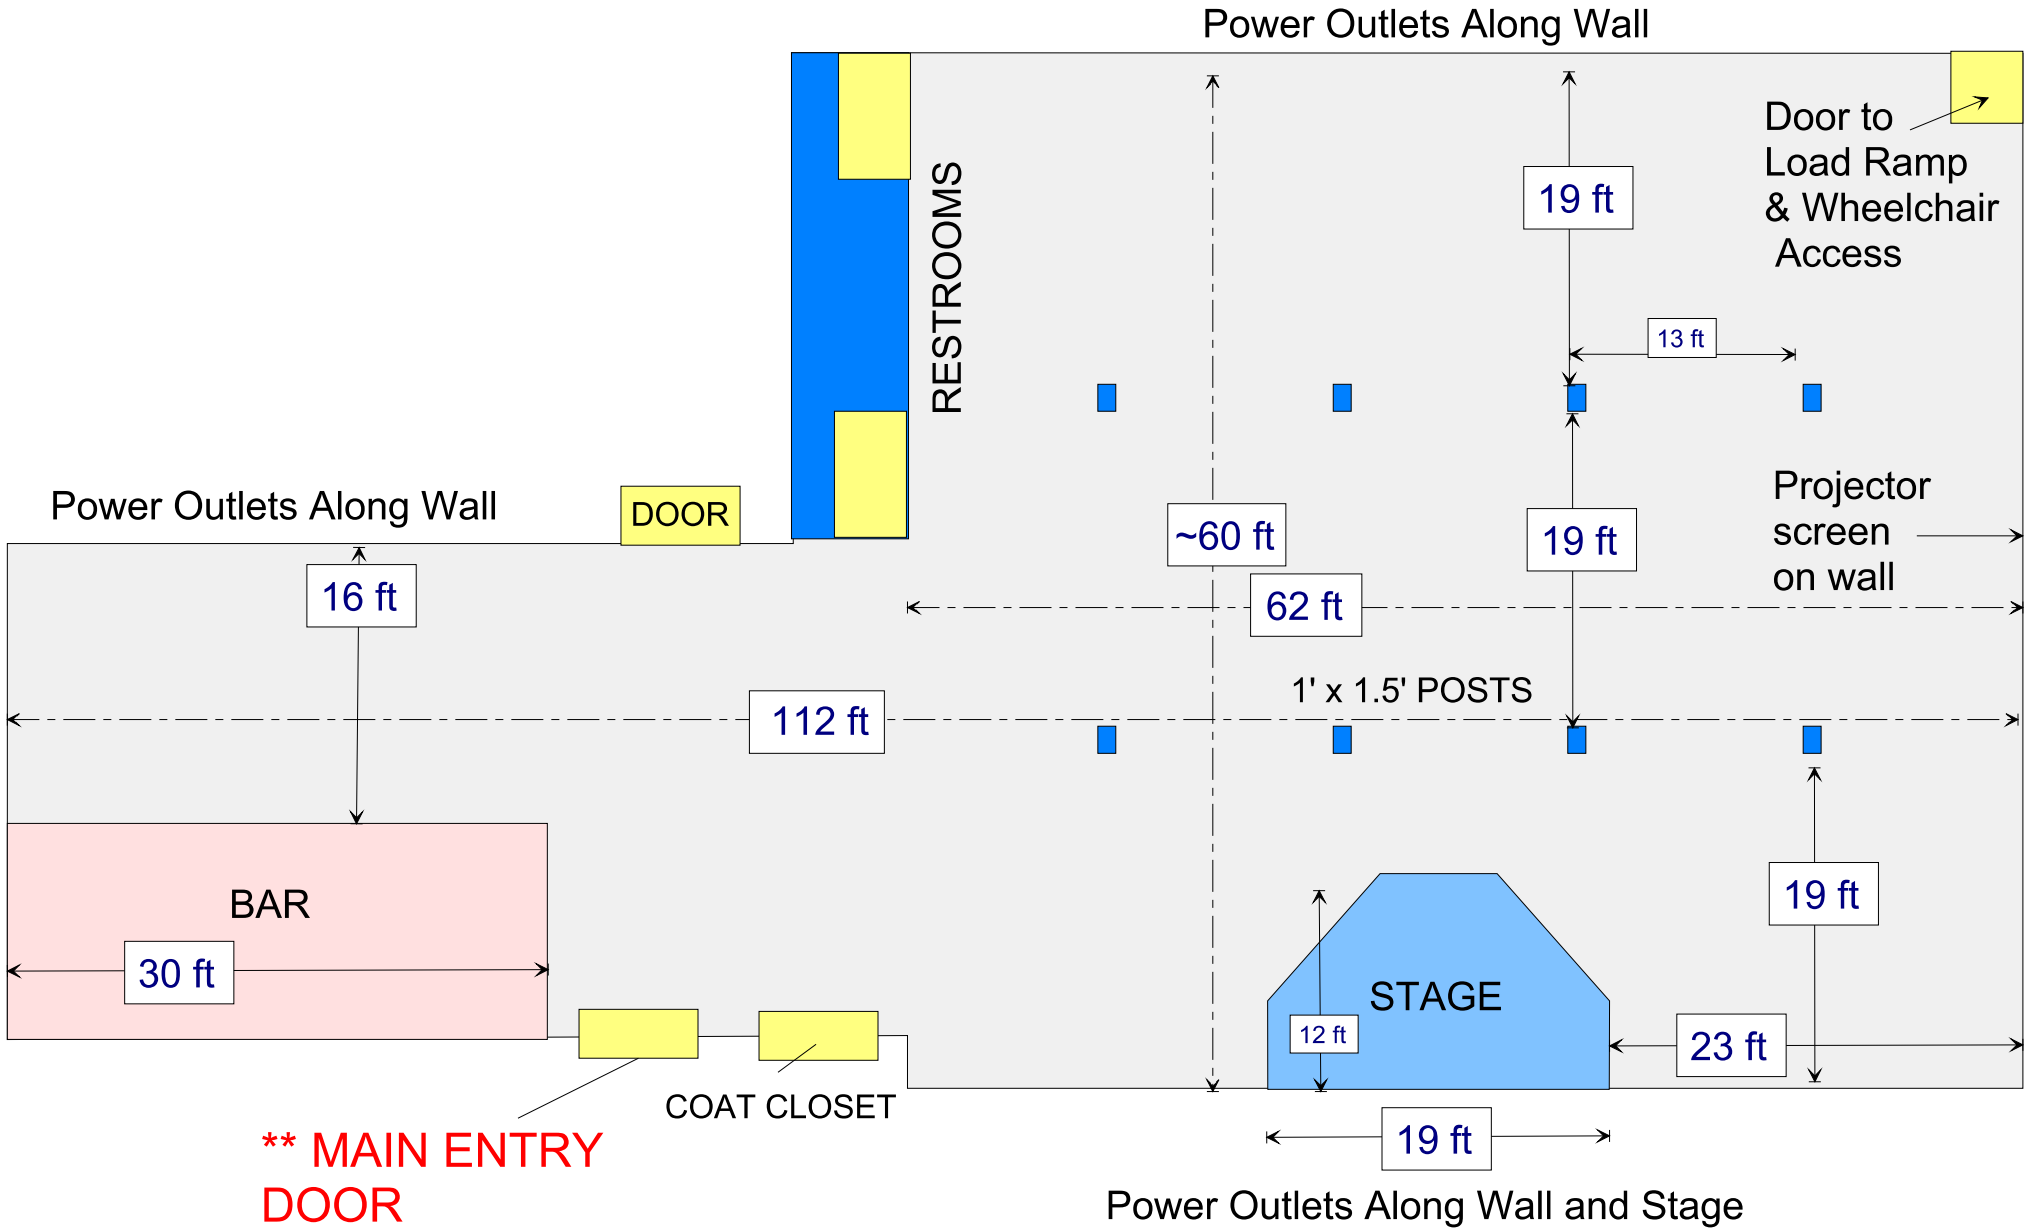 Power Outlets Along Wall
Door to
Load Ramp
& Wheelchair
Access
19 ft
RESTROOMS
13 ft
Power Outlets Along Wall
DOOR
Projector
screen
on wall
~60 ft
19 ft
16 ft
62 ft
1' x 1.5' POSTS
112 ft
BAR
19 ft
30 ft
STAGE
12 ft
23 ft
COAT CLOSET
** MAIN ENTRY
DOOR
19 ft
Power Outlets Along Wall and Stage